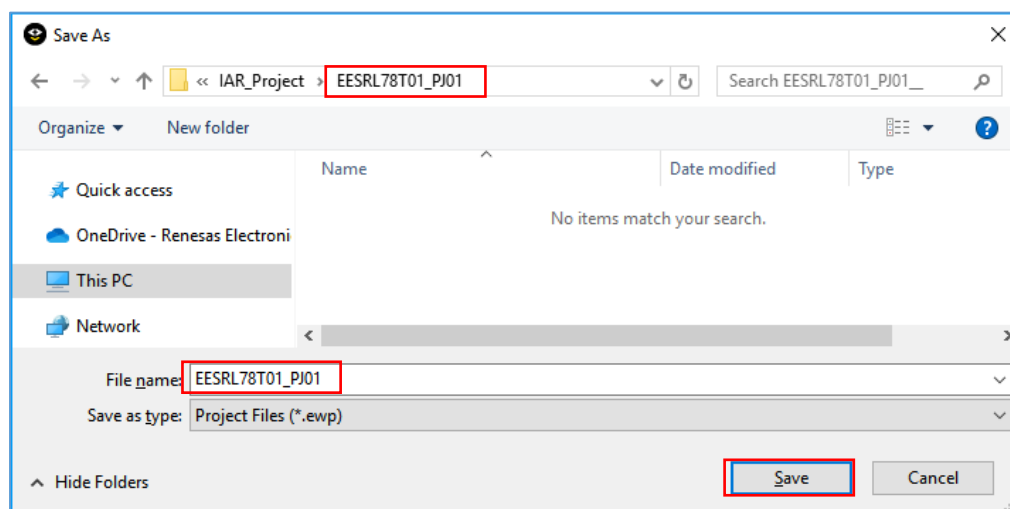 Save As
« IAR_Project › EESRL78T01_PJ01
Search EESRL78T01_PJ01__
Organize
New folder
?
Name
Date modified
Type
Quick access
No items match your search.
OneDrive - Renesas Electroni
This PC
Network
File name: EESRL78T01_PJ01
Save as type: Project Files (*.ewp)
Hide Folders
Save
Cancel